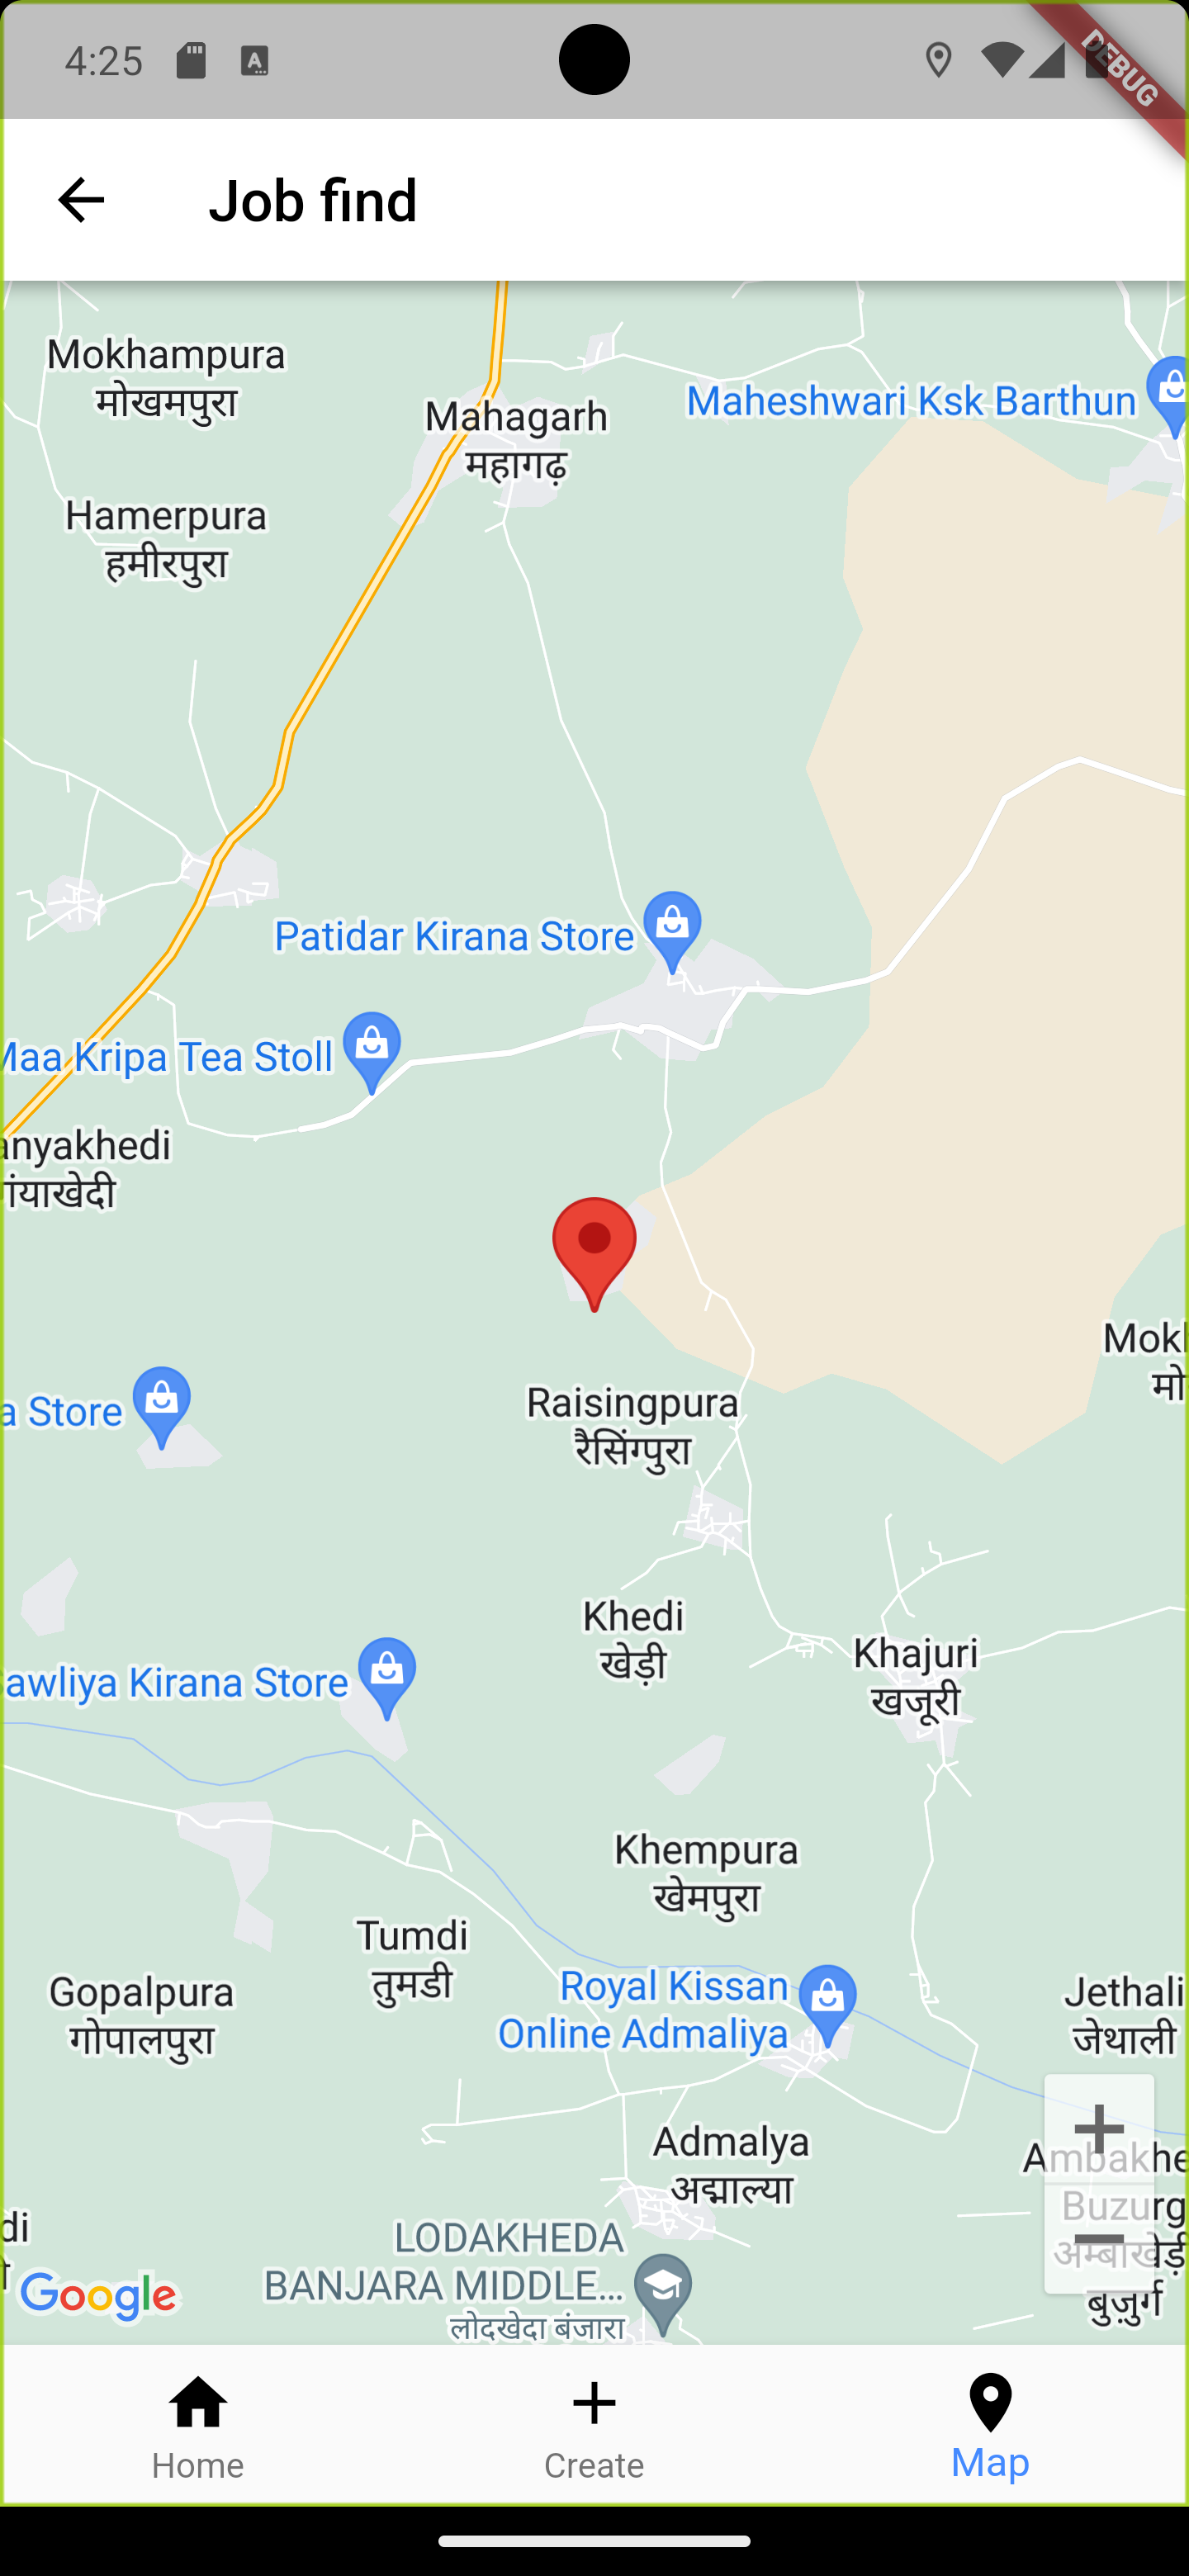 4:25
A
DEBUG
Job find
Mokhampura
मोखमपुरा
Mahagarh
महागढ़
Maheshwari Ksk Barthun
Hamerpura
हमीरपुरा
Patidar Kirana Store
Maa Kripa Tea Stoll
anyakhedi
ांयाखेदी
Mok
मो
a Store
Raisingpura
रैसिंग्पुरा
Khedi
खेड़ी
Khajuri
खजूरी
awliya Kirana Store
Khempura
खेमपुरा
Tumdi
तुमडी
Gopalpura
गोपालपुरा
Royal Kissan
Online Admaliya
Jethali
जेथाली
Admalya
अद्माल्या
Ambakhe
Buzurg
अम्बाखेड़ी
बुज़ुर्ग
di
LODAKHEDA
BANJARA MIDDLE...
लोदखेदा बंजारा
Google
Home
Create
Map